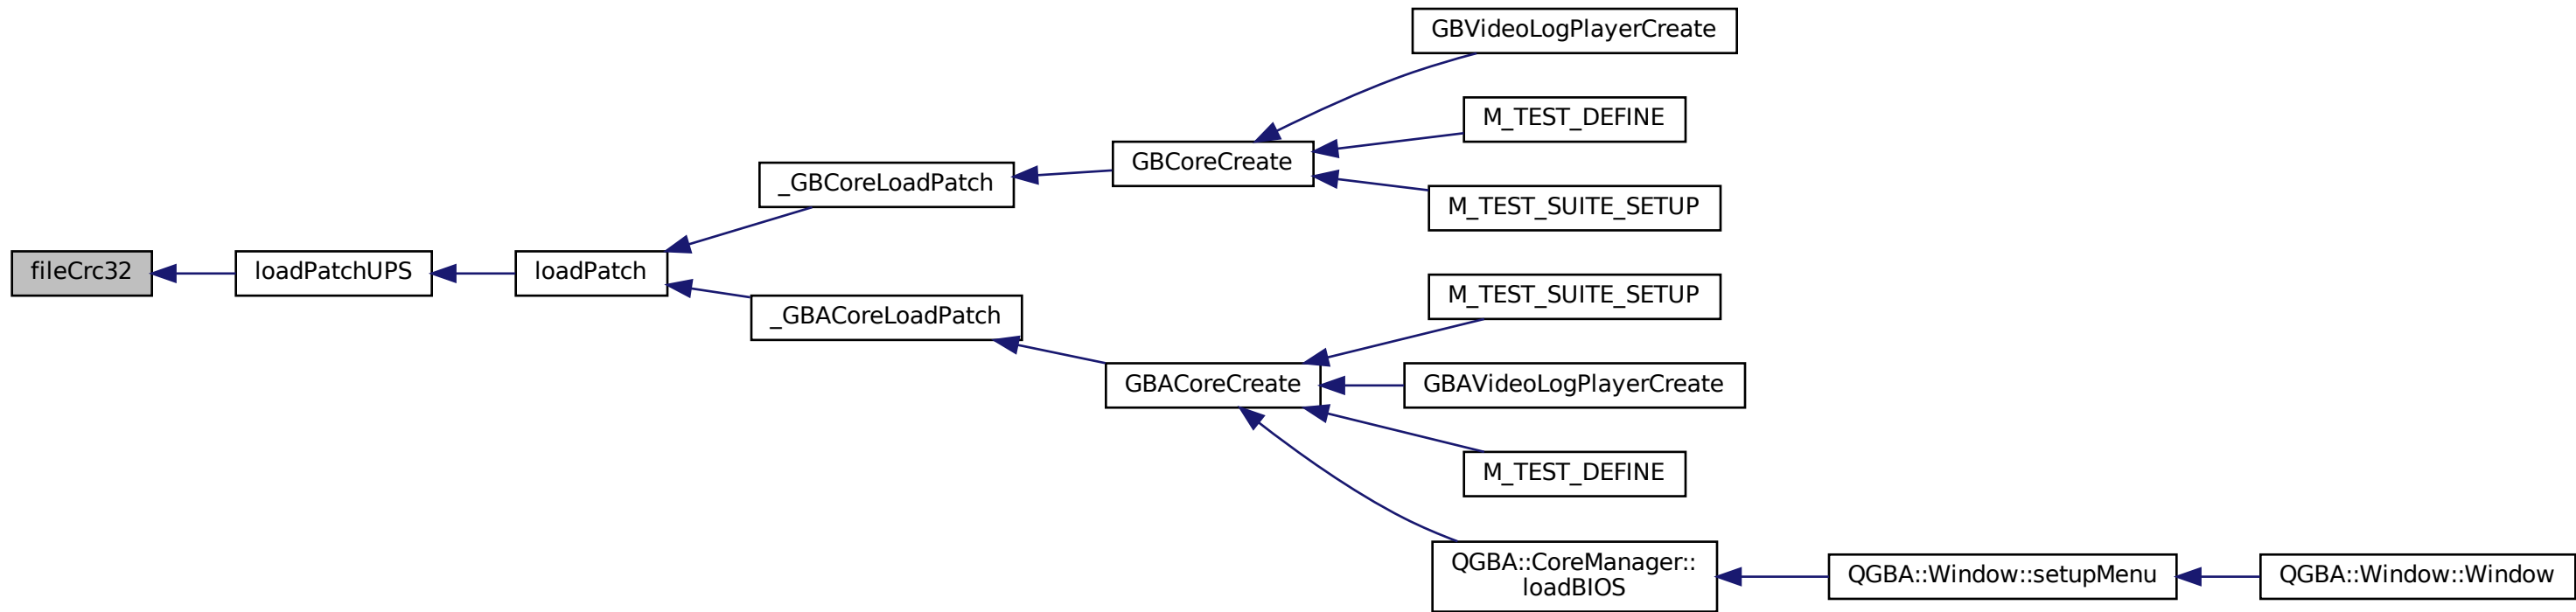 fileCrc32
loadPatchUPS
loadPatch
_GBCoreLoadPatch
GBCoreCreate
GBVideoLogPlayerCreate
M_TEST_DEFINE
M_TEST_SUITE_SETUP
_GBACoreLoadPatch
GBACoreCreate
M_TEST_SUITE_SETUP
GBAVideoLogPlayerCreate
M_TEST_DEFINE
QGBA::CoreManager::
loadBIOS
QGBA::Window::setupMenu
QGBA::Window::Window